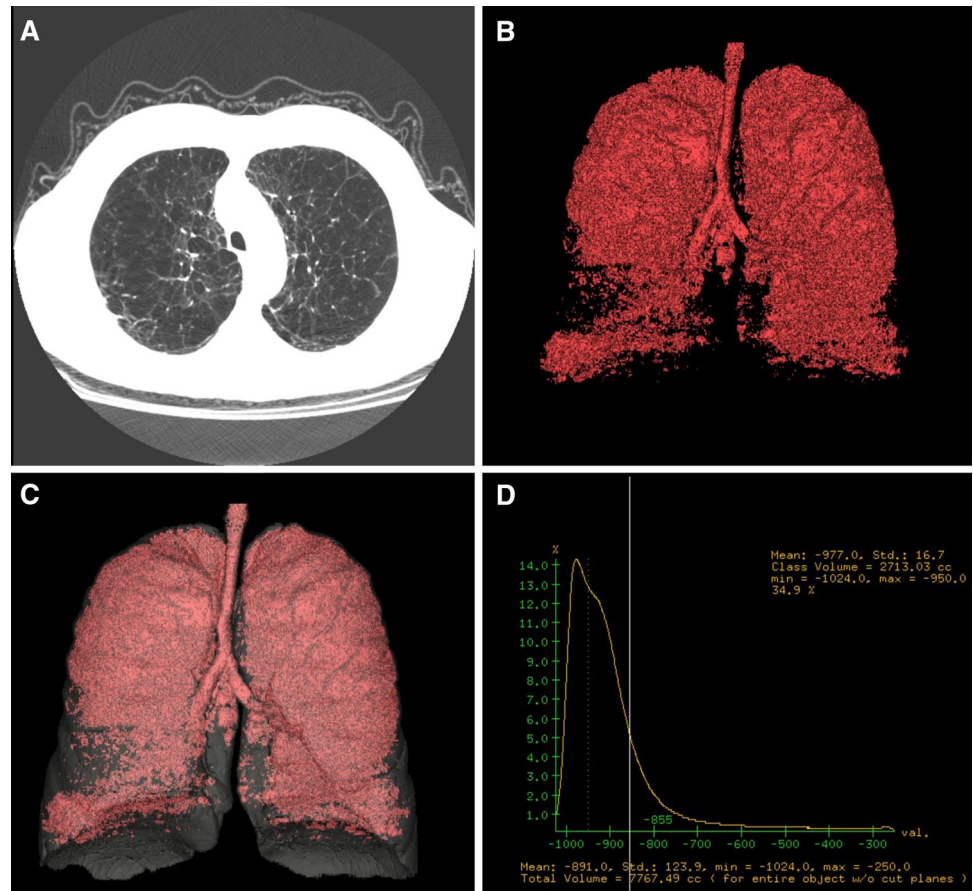 A
B
C
D
%
14.0
13.0
12.0
11.0
10.0
9.0
8.0
7.0
6.0
5.0
4.0
3.0
2.0
1.0
Mean: -977.0, Std.: 16.7
Class Volume = 2713.03 cc
min = -1024.0, max = -950.0
34.9 %
-855
val.
-1000 -900 -800 -700 -600 -500 -400 -300
Mean: -891.0, Std.: 123.9, min = -1024.0, max = -250.0
Total Volume = 7767.49 cc ( for entire object w/o cut planes )